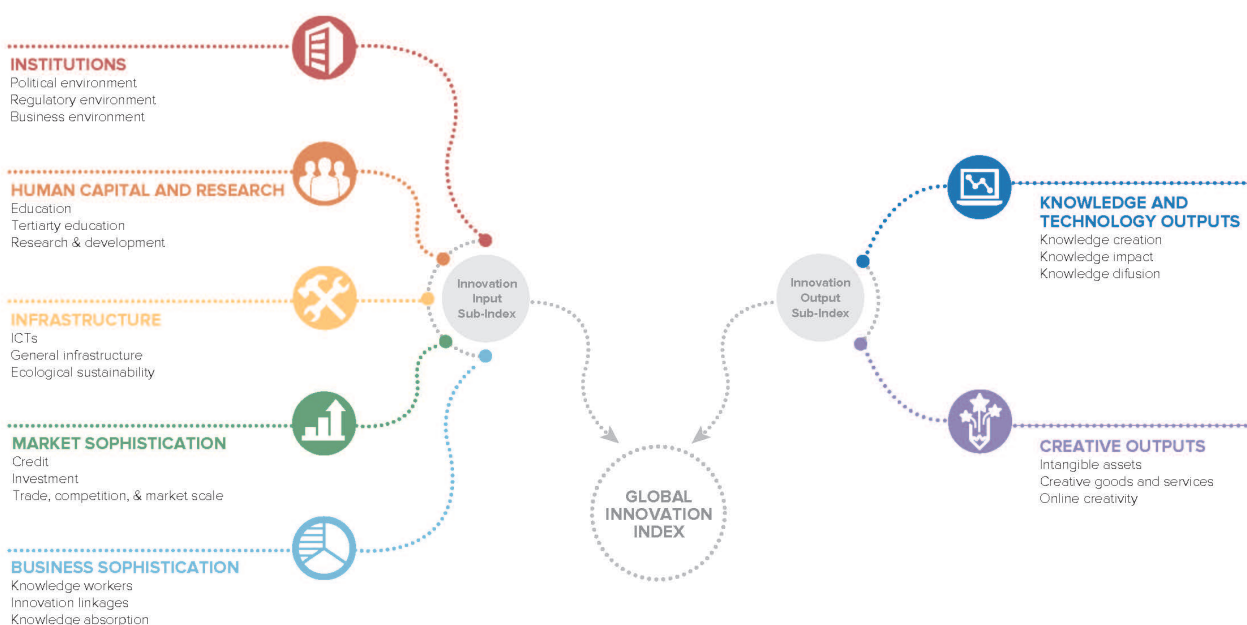 INSTITUTIONS
Political environment
Regulatory environment
Business environment
HUMAN CAPITAL AND RESEARCH
Education
Tertiarty education
Research & development
INFRASTRUCTURE
ICTs
General infrastructure
Ecological sustainability
MARKET SOPHISTICATION
Credit
Investment
Trade, competition, & market scale
BUSINESS SOPHISTICATION
Knowledge workers
Innovation linkages
Knowledge absorption
Innovation
Input
Sub-Index
GLOBAL
INNOVATION
INDEX
Innovation
Output
Sub-Index
KNOWLEDGE AND
TECHNOLOGY OUTPUTS
Knowledge creation
Knowledge impact
Knowledge difusion
CREATIVE OUTPUTS
Intangible assets
Creative goods and services
Online creativity